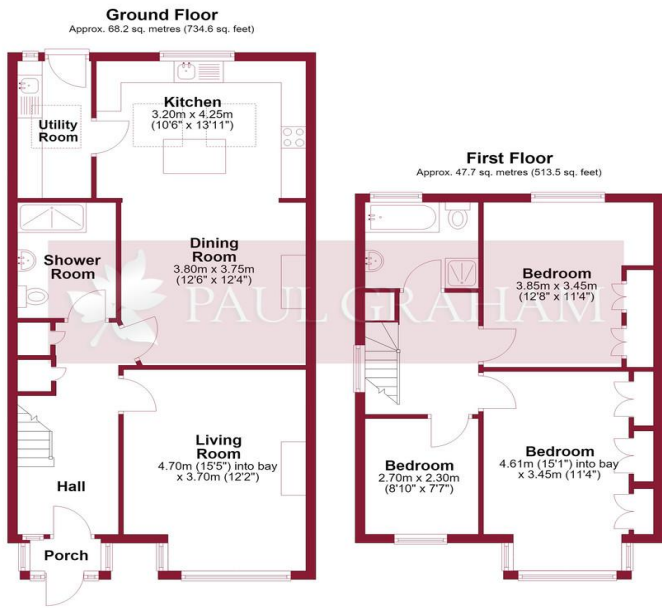 Ground Floor
Approx. 68.2 sq. metres (734.6 sq. feet)
Kitchen
3.20m x 4.25m
(10'6" x 13'11")
Utility
Room
Shower
Room
Dining
Room
3.80m x 3.75m
(12'6" x 12'4")
Living
Room
4.70m (15'5") into bay
x 3.70m (12'2")
Hall
Porch
First Floor
Approx. 47.7 sq. metres (513.5 sq. feet)
Bedroom
3.85m x 3.45m
(12'8" x 11'4")
Bedroom
2.70m x 2.30m
(8'10" x 7'7")
Bedroom
4.61m (15'1") into bay
x 3.45m (11'4")
PAUL GRAHAM